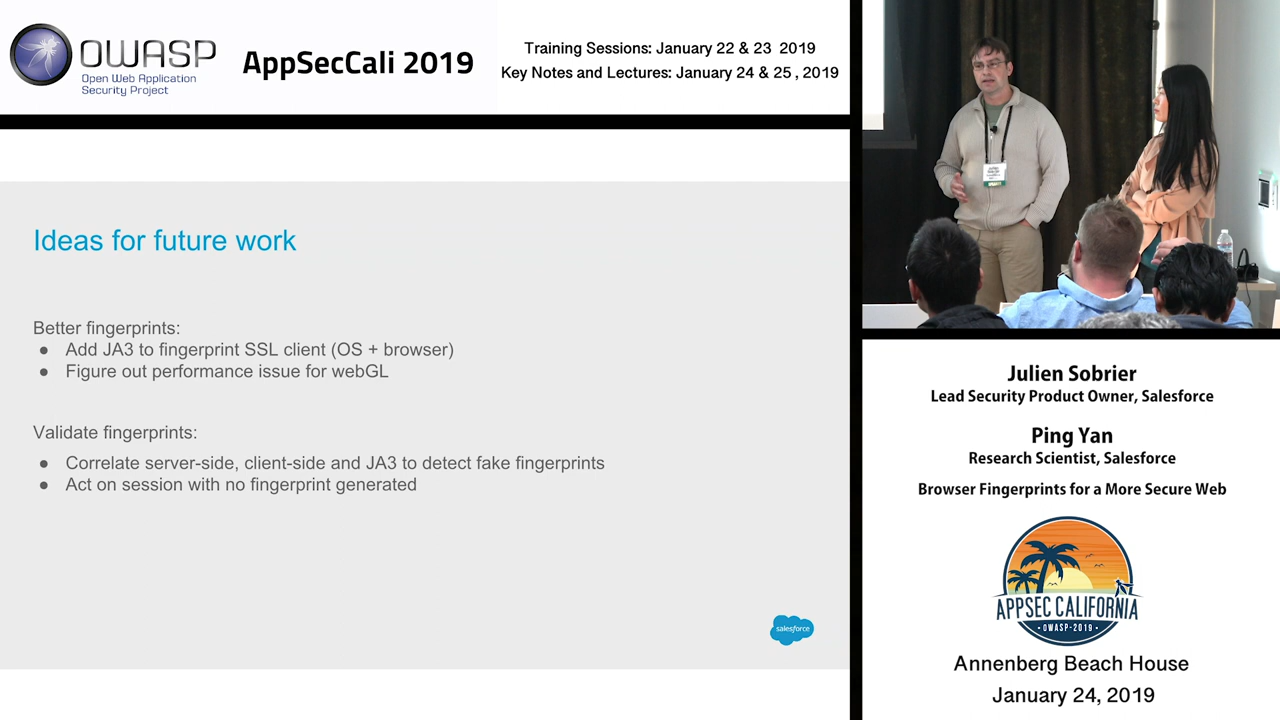 OWASP
Open Web Application
Security Project
AppSecCali 2019
Training Sessions: January 22 & 23 2019
Key Notes and Lectures: January 24 & 25 , 2019
Ideas for future work
Better fingerprints:
● Add JA3 to fingerprint SSL client (OS + browser)
● Figure out performance issue for webGL
Validate fingerprints:
● Correlate server-side, client-side and JA3 to detect fake fingerprints
● Act on session with no fingerprint generated
salesforce
Julien Sobrier
Lead Security Product Owner, Salesforce
Ping Yan
Research Scientist, Salesforce
Browser Fingerprints for a More Secure Web
APPSEC CALIFORNIA
• OWASP-2019 •
Annenberg Beach House
January 24, 2019